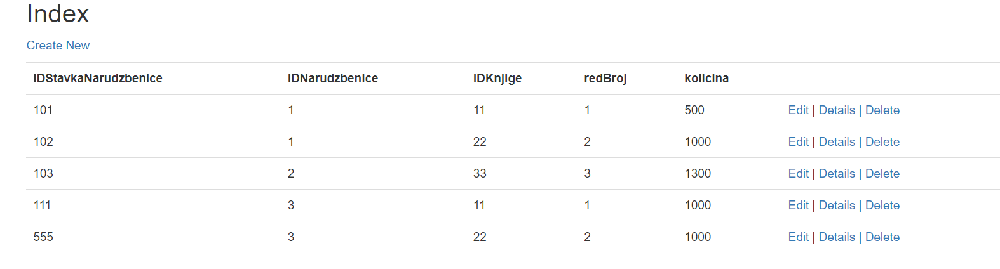 Index
Create New
IDStavkaNarudzbenice IDNarudzbenice IDKnjige redBroj kolicina
101 1 11 1 500 Edit | Details | Delete
102 1 22 2 1000 Edit | Details | Delete
103 2 33 3 1300 Edit | Details | Delete
111 3 11 1 1000 Edit | Details | Delete
555 3 22 2 1000 Edit | Details | Delete